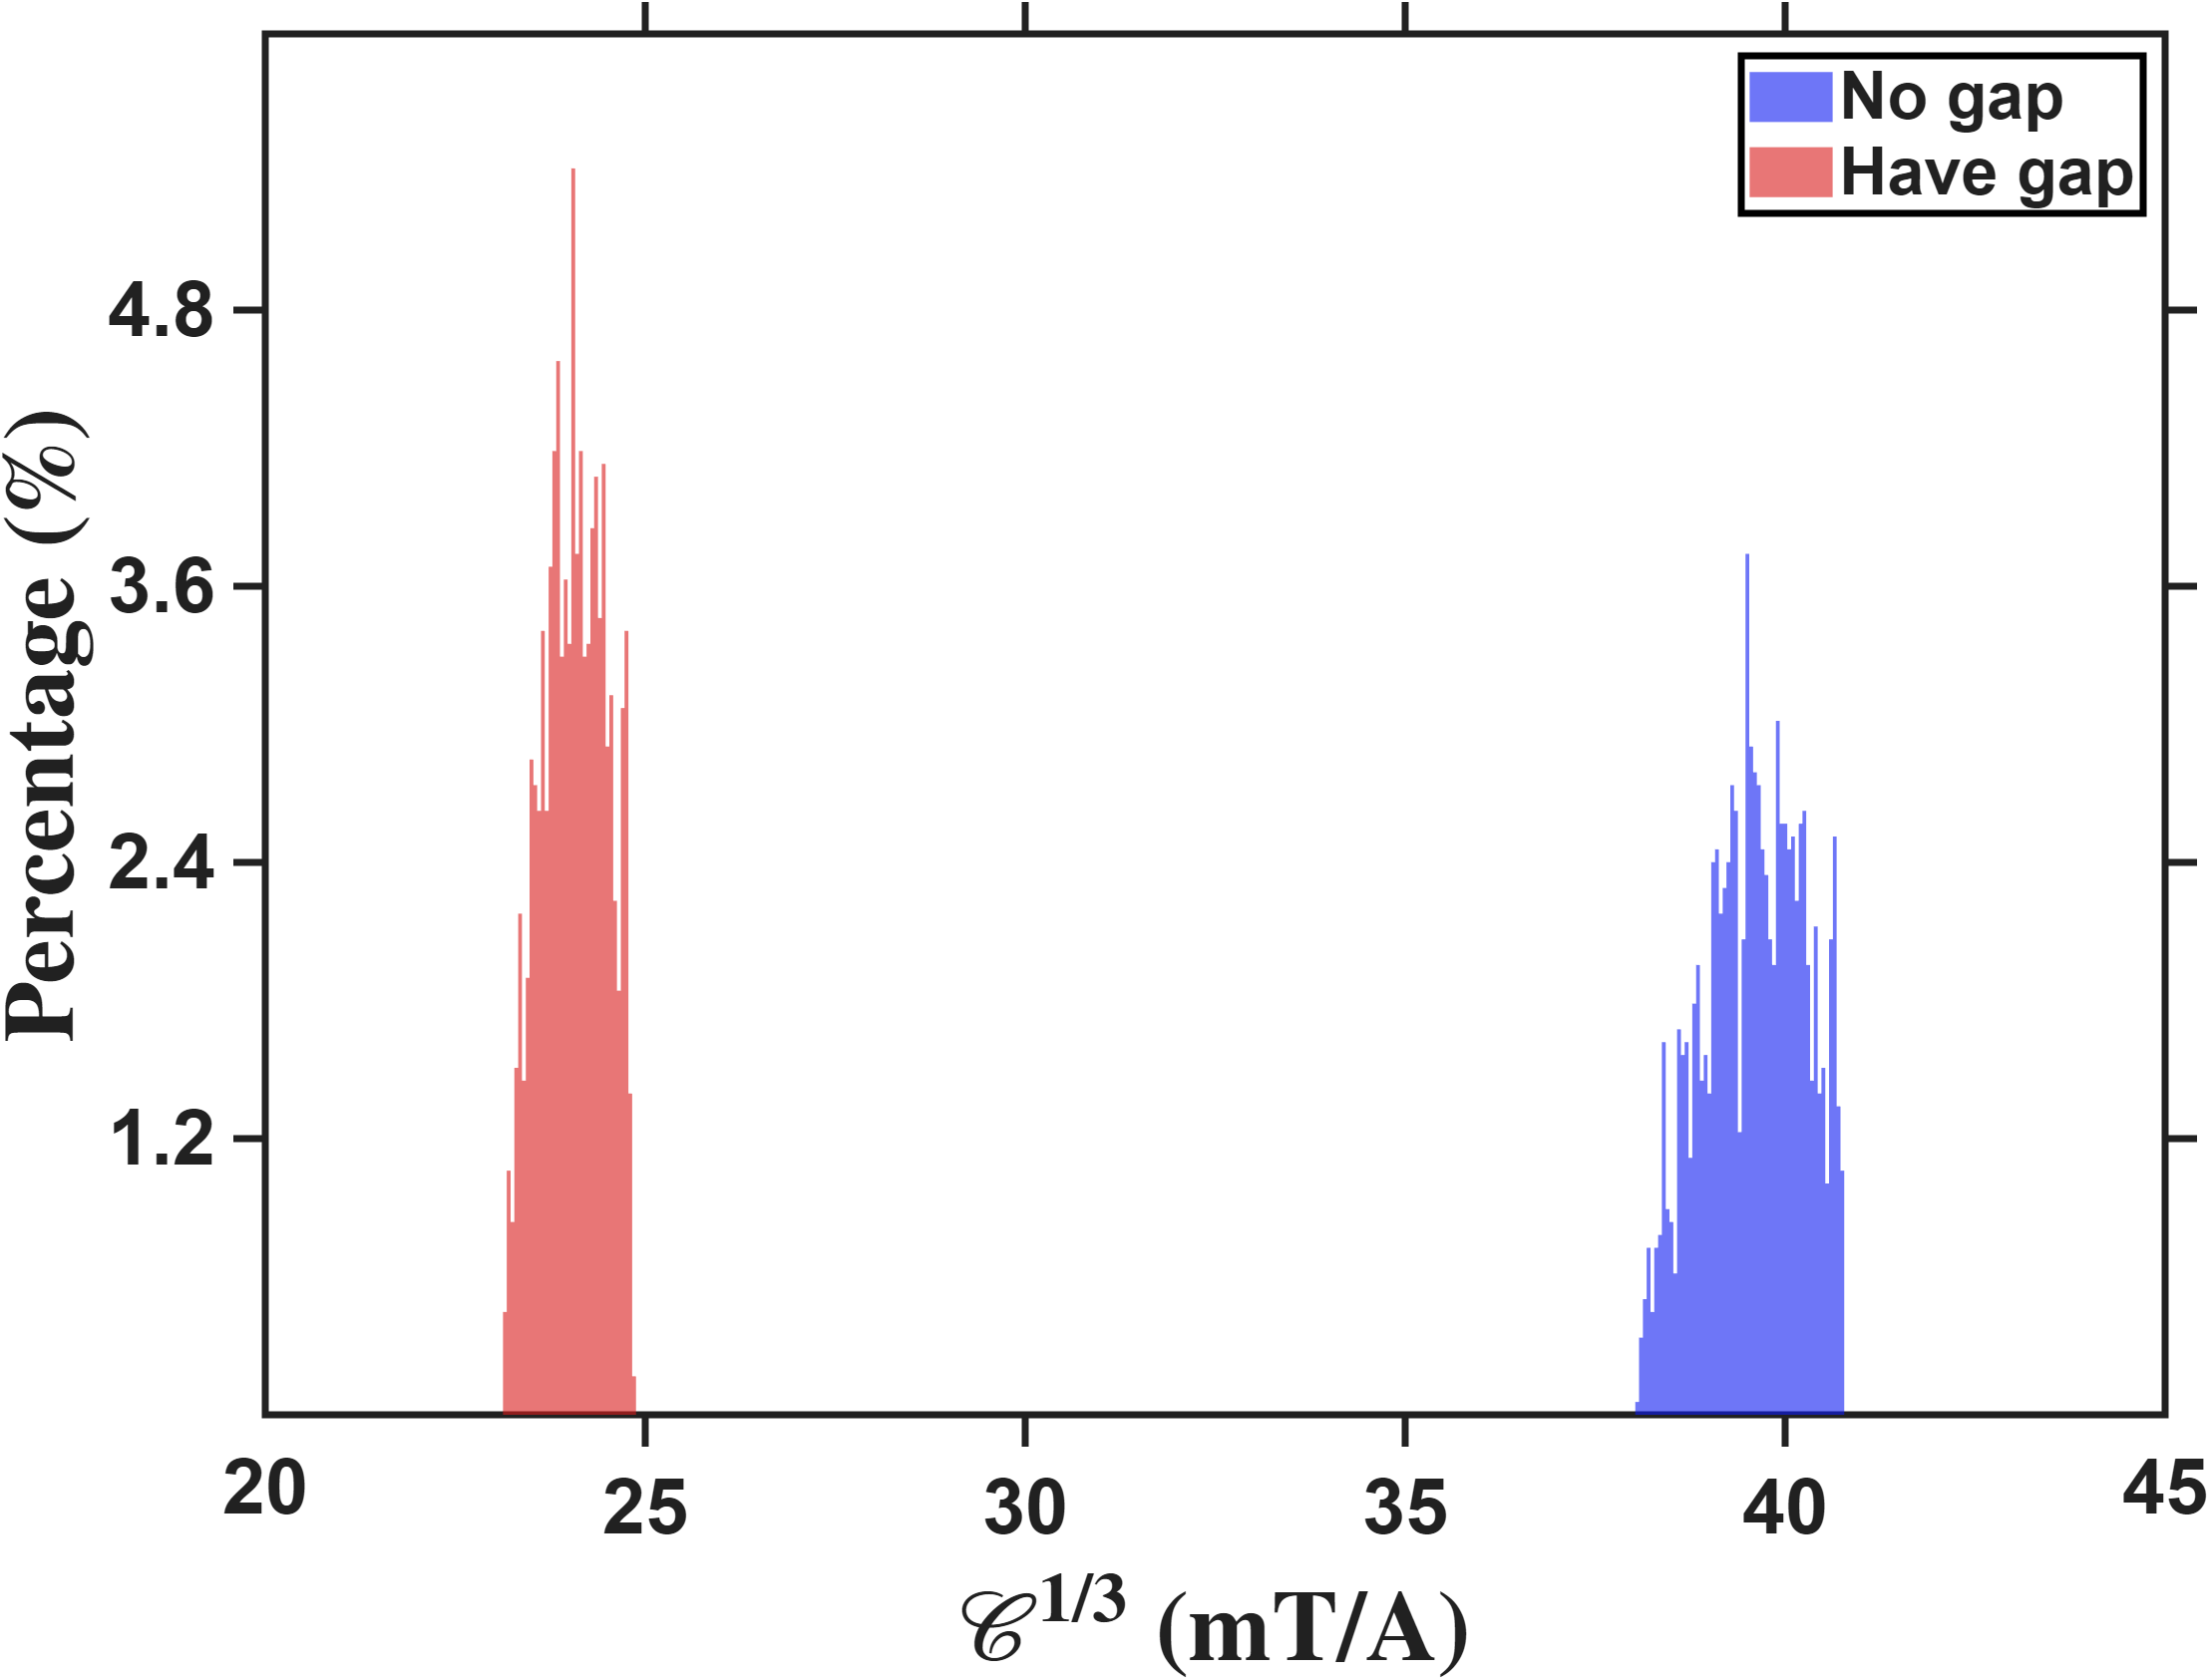 No gap
Have gap
4.8
3.6
2.4
1.2
Percentage (%)
20 25 30 35 40 45
𝒞^1/3 (mT/A)